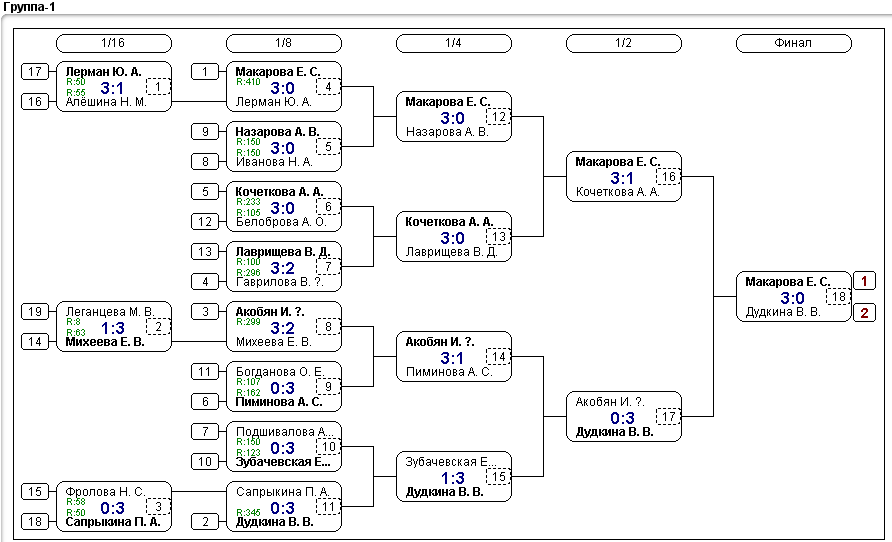 Группа-1
1/16
1/8
1/4
1/2
Финал
17
Лерман Ю. А.
R:50
3:1
1
R:55
16
Алёшина Н. М.
1
Макарова Е. С.
R:410
3:0
4
Лерман Ю. А.
9
Назарова А. В.
R:150
3:0
5
R:150
8
Иванова Н. А.
Макарова Е. С.
3:0
12
Назарова А. В.
5
Кочеткова А. А.
R:233
3:0
6
R:105
12
Белоброва А. О.
Макарова Е. С.
3:1
16
Кочеткова А. А.
13
Лаврищева В. Д.
R:100
3:2
7
R:296
4
Гаврилова В. ?.
Кочеткова А. А.
3:0
13
Лаврищева В. Д.
Макарова Е. С.
3:0
18
Дудкина В. В.
1
2
19
Леганцева М. В.
R:8
1:3
2
R:63
14
Михеева Е. В.
3
Акобян И. ?.
R:299
3:2
8
Михеева Е. В.
11
Богданова О. Е.
R:107
0:3
9
R:162
6
Пиминова А. С.
Акобян И. ?.
3:1
14
Пиминова А. С.
7
Подшивалова А...
R:150
0:3
10
R:123
10
Зубачевская Е...
Акобян И. ?.
0:3
17
Дудкина В. В.
15
Фролова Н. С.
R:58
0:3
3
R:50
18
Сапрыкина П. А.
Сапрыкина П. А.
0:3
11
R:345
2
Дудкина В. В.
Зубачевская Е...
1:3
15
Дудкина В. В.